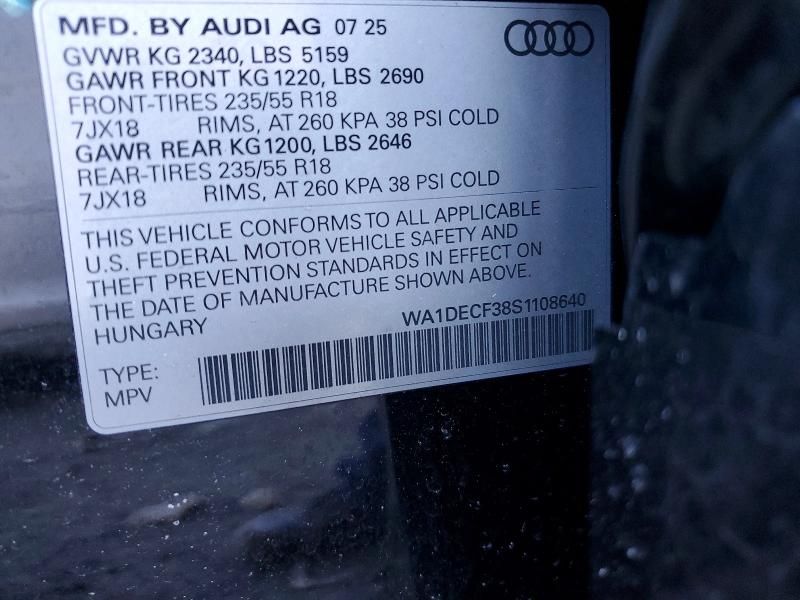 MFD. BY AUDI AG 07 25
GVWR KG 2340, LBS 5159
GAWR FRONT KG 1220, LBS 2690
FRONT-TIRES 235/55 R18
7JX18 RIMS, AT 260 KPA 38 PSI COLD
GAWR REAR KG 1200, LBS 2646
REAR-TIRES 235/55 R18
7JX18 RIMS, AT 260 KPA 38 PSI COLD
THIS VEHICLE CONFORMS TO ALL APPLICABLE
U.S. FEDERAL MOTOR VEHICLE SAFETY AND
THEFT PREVENTION STANDARDS IN EFFECT ON
THE DATE OF MANUFACTURE SHOWN ABOVE.
HUNGARY WA1DECF38S1108640
TYPE:
MPV